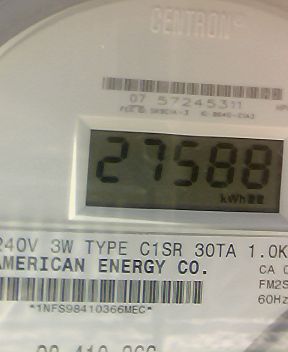 CENTRON®
07 57245311
27588
kWh
240V 3W TYPE C1SR 30TA 1.0K
AMERICAN ENERGY CO.
CA 0
FM2S
60Hz
*1NFS98410366MEC*